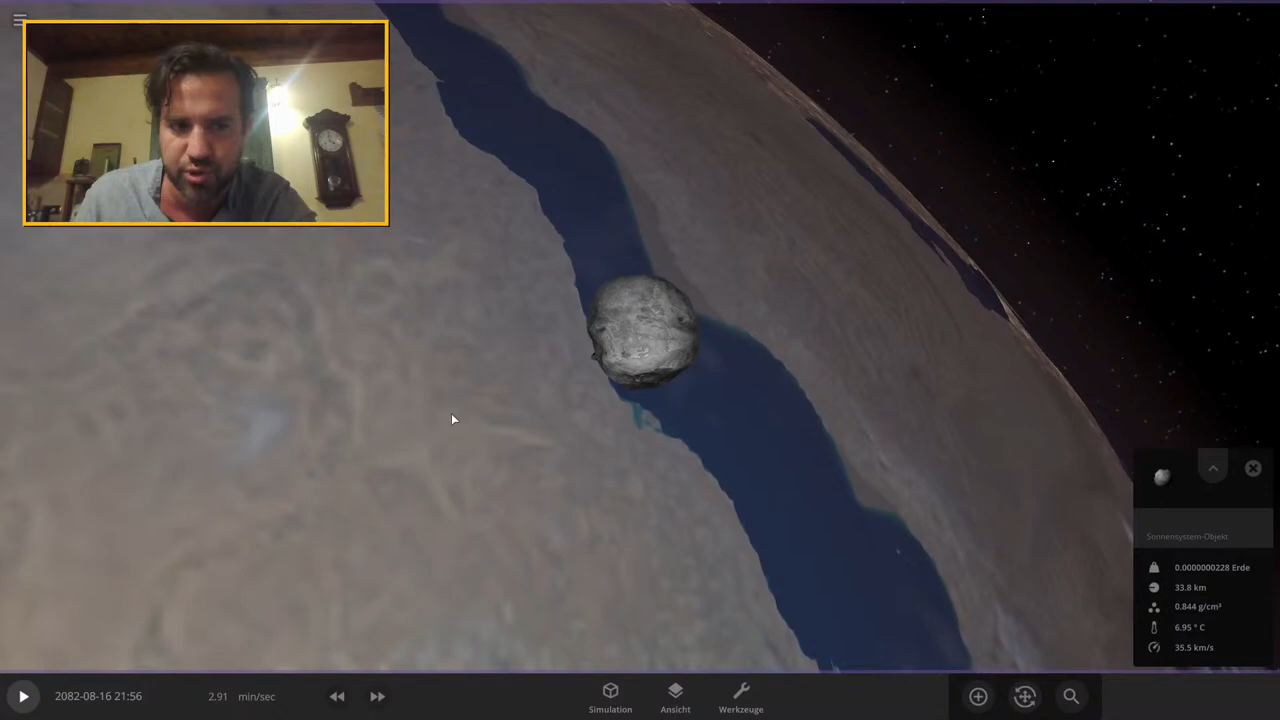 Sonnensystem-Objekt
0.0000000228 Erde
33.8 km
0.844 g/cm³
6.95 ° C
35.5 km/s
2082-08-16 21:56
2.91 min/sec
Simulation
Ansicht
Werkzeuge